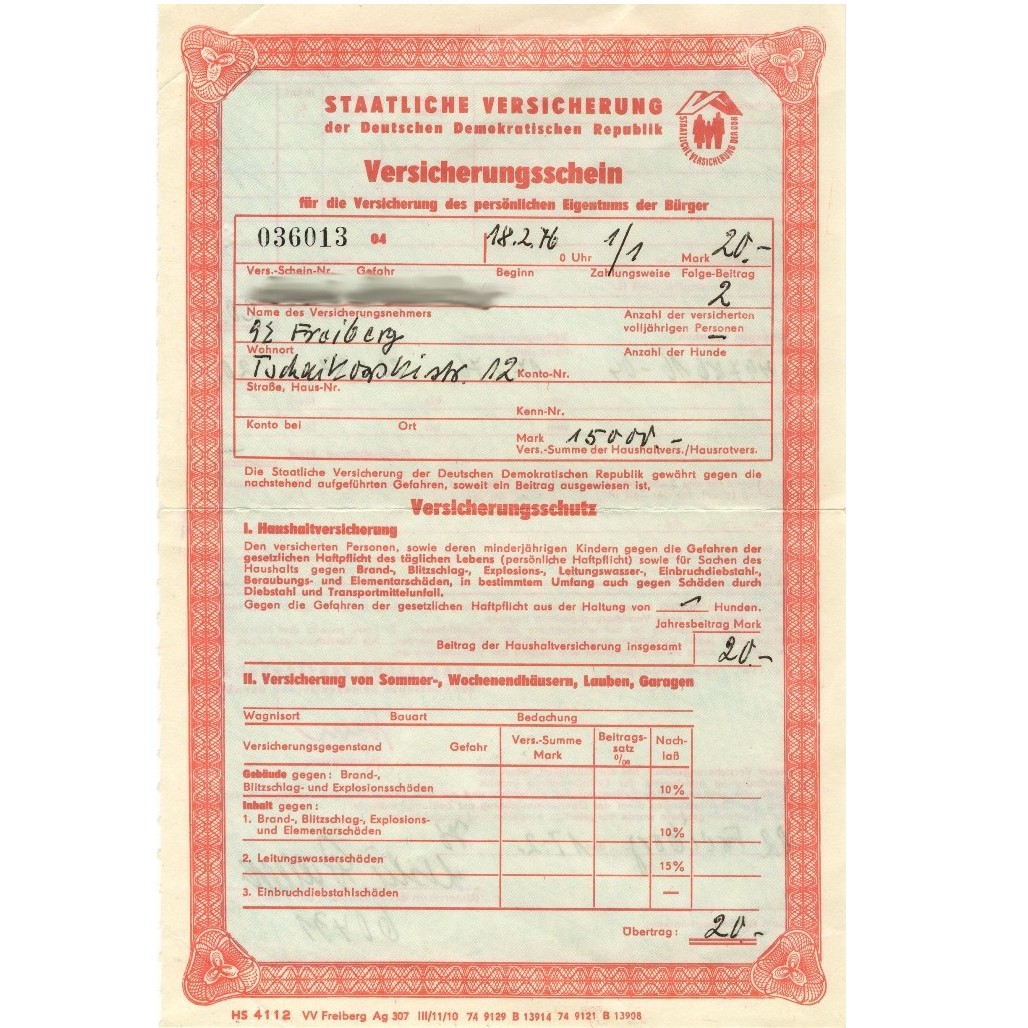 STAATLICHE VERSICHERUNG
der Deutschen Demokratischen Republik
STAATLICHE VERSICHERUNG DER DDR
Versicherungsschein
für die Versicherung des persönlichen Eigentums der Bürger
036013 04 18.2.76 0 Uhr 1/1 Mark 20.-
Vers.-Schein-Nr. Gefahr Beginn Zahlungsweise Folge-Beitrag
2
Name des Versicherungsnehmers Anzahl der versicherten
volljährigen Personen
92 Freiberg –
Wohnort Anzahl der Hunde
Tschaikowskistr. 12 Konto-Nr.
Straße, Haus-Nr.
Kenn-Nr.
Konto bei Ort
Mark 15000.-
Vers.-Summe der Haushaltvers./Hausratvers.
Die Staatliche Versicherung der Deutschen Demokratischen Republik gewährt gegen die
nachstehend aufgeführten Gefahren, soweit ein Beitrag ausgewiesen ist,
Versicherungsschutz
I. Haushaltversicherung
Den versicherten Personen, sowie deren minderjährigen Kindern gegen die Gefahren der
gesetzlichen Haftpflicht des täglichen Lebens (persönliche Haftpflicht) sowie für Sachen des
Haushalts gegen Brand-, Blitzschlag-, Explosions-, Leitungswasser-, Einbruchdiebstahl-,
Beraubungs- und Elementarschäden, in bestimmtem Umfang auch gegen Schäden durch
Diebstahl und Transportmittelunfall.
Gegen die Gefahren der gesetzlichen Haftpflicht aus der Haltung von Hunden.
Jahresbeitrag Mark
Beitrag der Haushaltversicherung insgesamt 20.-
II. Versicherung von Sommer-, Wochenendhäusern, Lauben, Garagen
Wagnisort Bauart Bedachung
Versicherungsgegenstand Gefahr Vers.-Summe Mark Beitragssatz 0/00 Nachlaß
Gebäude gegen: Brand-,
Blitzschlag- und Explosionsschäden 10%
Inhalt gegen:
1. Brand-, Blitzschlag-, Explosions-
und Elementarschäden 10%
2. Leitungswasserschäden 15%
3. Einbruchdiebstahlschäden —
Übertrag: 20.-
HS 4112 VV Freiberg Ag 307 III/11/10 74 9129 B 13914 74 9121 B 13908